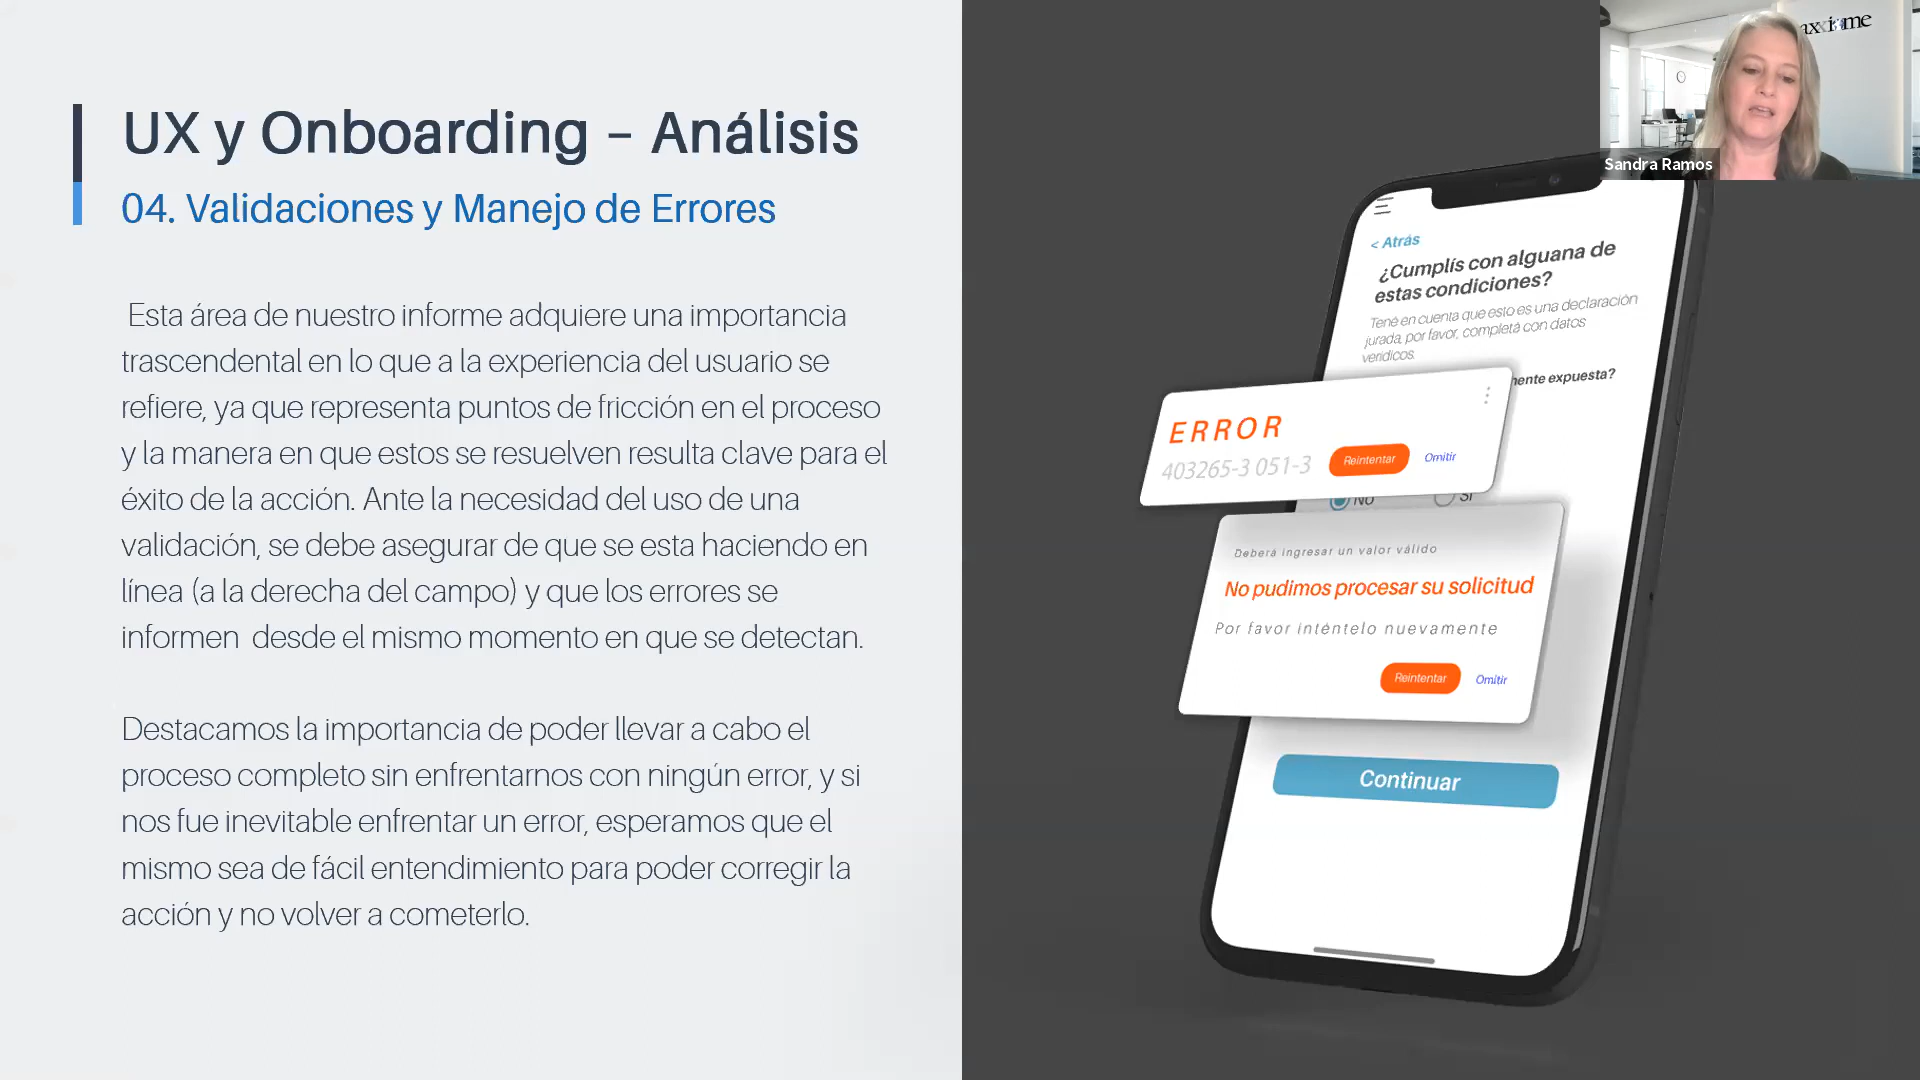 UX y Onboarding – Análisis
04. Validaciones y Manejo de Errores
Esta área de nuestro informe adquiere una importancia
trascendental en lo que a la experiencia del usuario se
refiere, ya que representa puntos de fricción en el proceso
y la manera en que estos se resuelven resulta clave para el
éxito de la acción. Ante la necesidad del uso de una
validación, se debe asegurar de que se esta haciendo en
línea (a la derecha del campo) y que los errores se
informen desde el mismo momento en que se detectan.
Destacamos la importancia de poder llevar a cabo el
proceso completo sin enfrentarnos con ningún error, y si
nos fue inevitable enfrentar un error, esperamos que el
mismo sea de fácil entendimiento para poder corregir la
acción y no volver a cometerlo.
Sandra Ramos
< Atrás
¿Cumplís con alguana de
estas condiciones?
Tené en cuenta que esto es una declaración
jurada, por favor, completá con datos
verídicos.
mente expuesta?
ERROR
403265-3 051-3
Reintentar
Omitir
No
Si
Deberá ingresar un valor válido
No pudimos procesar su solicitud
Por favor inténtelo nuevamente
Reintentar
Omitir
Continuar